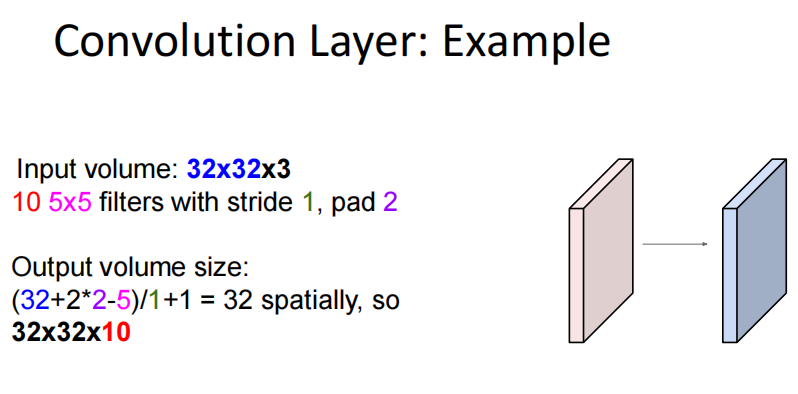 Convolution Layer: Example
Input volume: 32x32x3
10 5x5 filters with stride 1, pad 2
Output volume size:
(32+2*2-5)/1+1 = 32 spatially, so
32x32x10